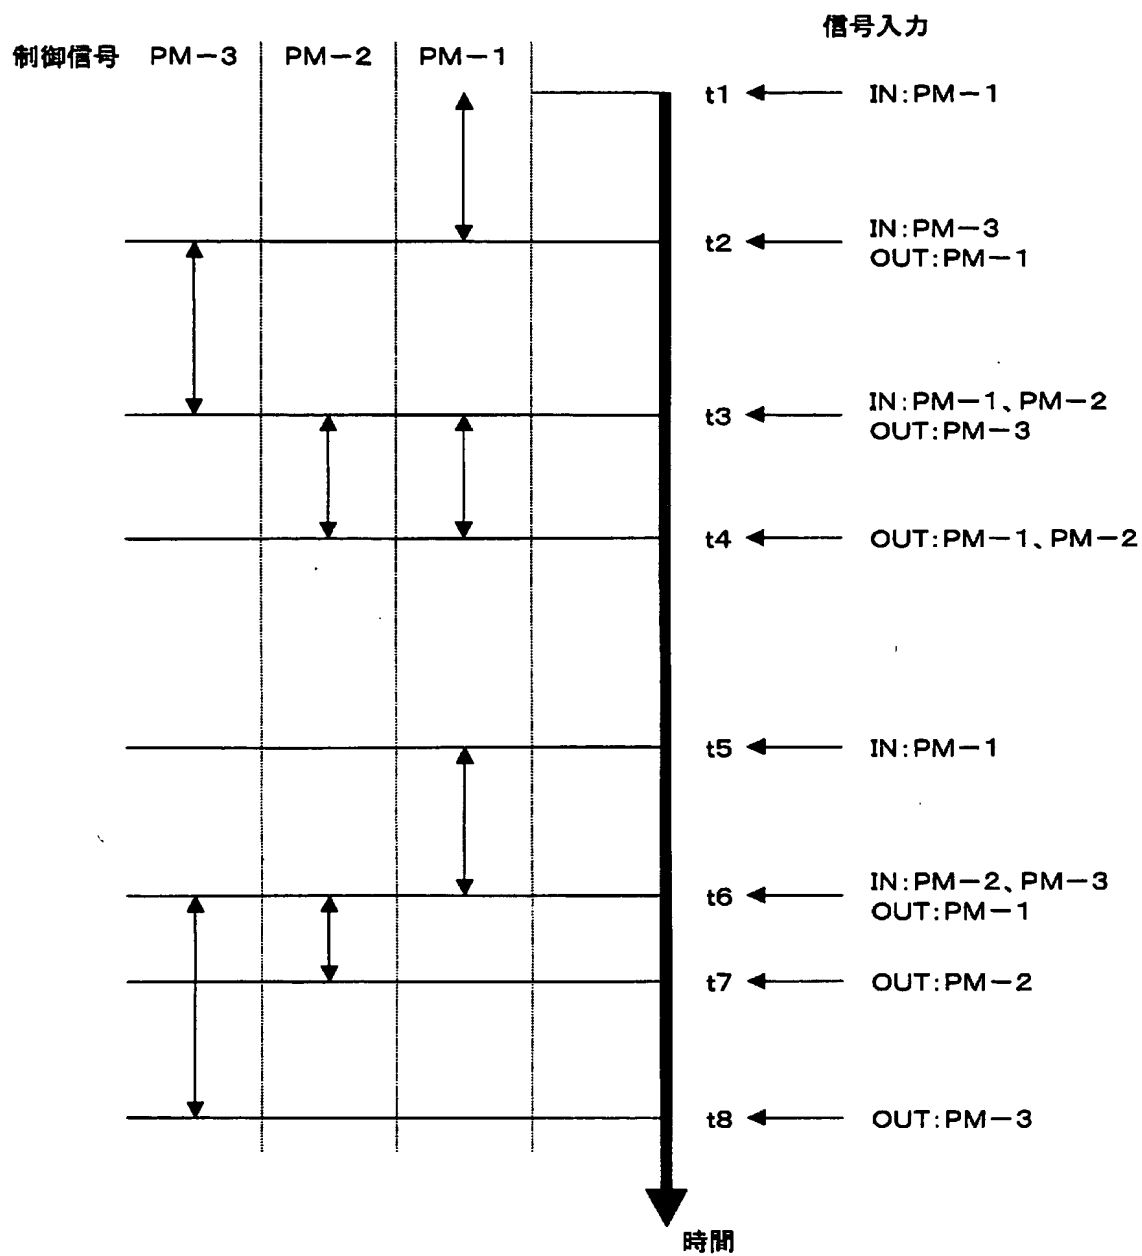 信号入力
制御信号 PM-3 PM-2 PM-1
t1 IN:PM-1
IN:PM-3
t2
OUT:PM-1
IN:PM-1、PM-2
t3
OUT:PM-3
t4 OUT:PM-1、PM-2
t5 IN:PM-1
IN:PM-2、PM-3
t6
OUT:PM-1
t7 OUT:PM-2
t8 OUT:PM-3
時間